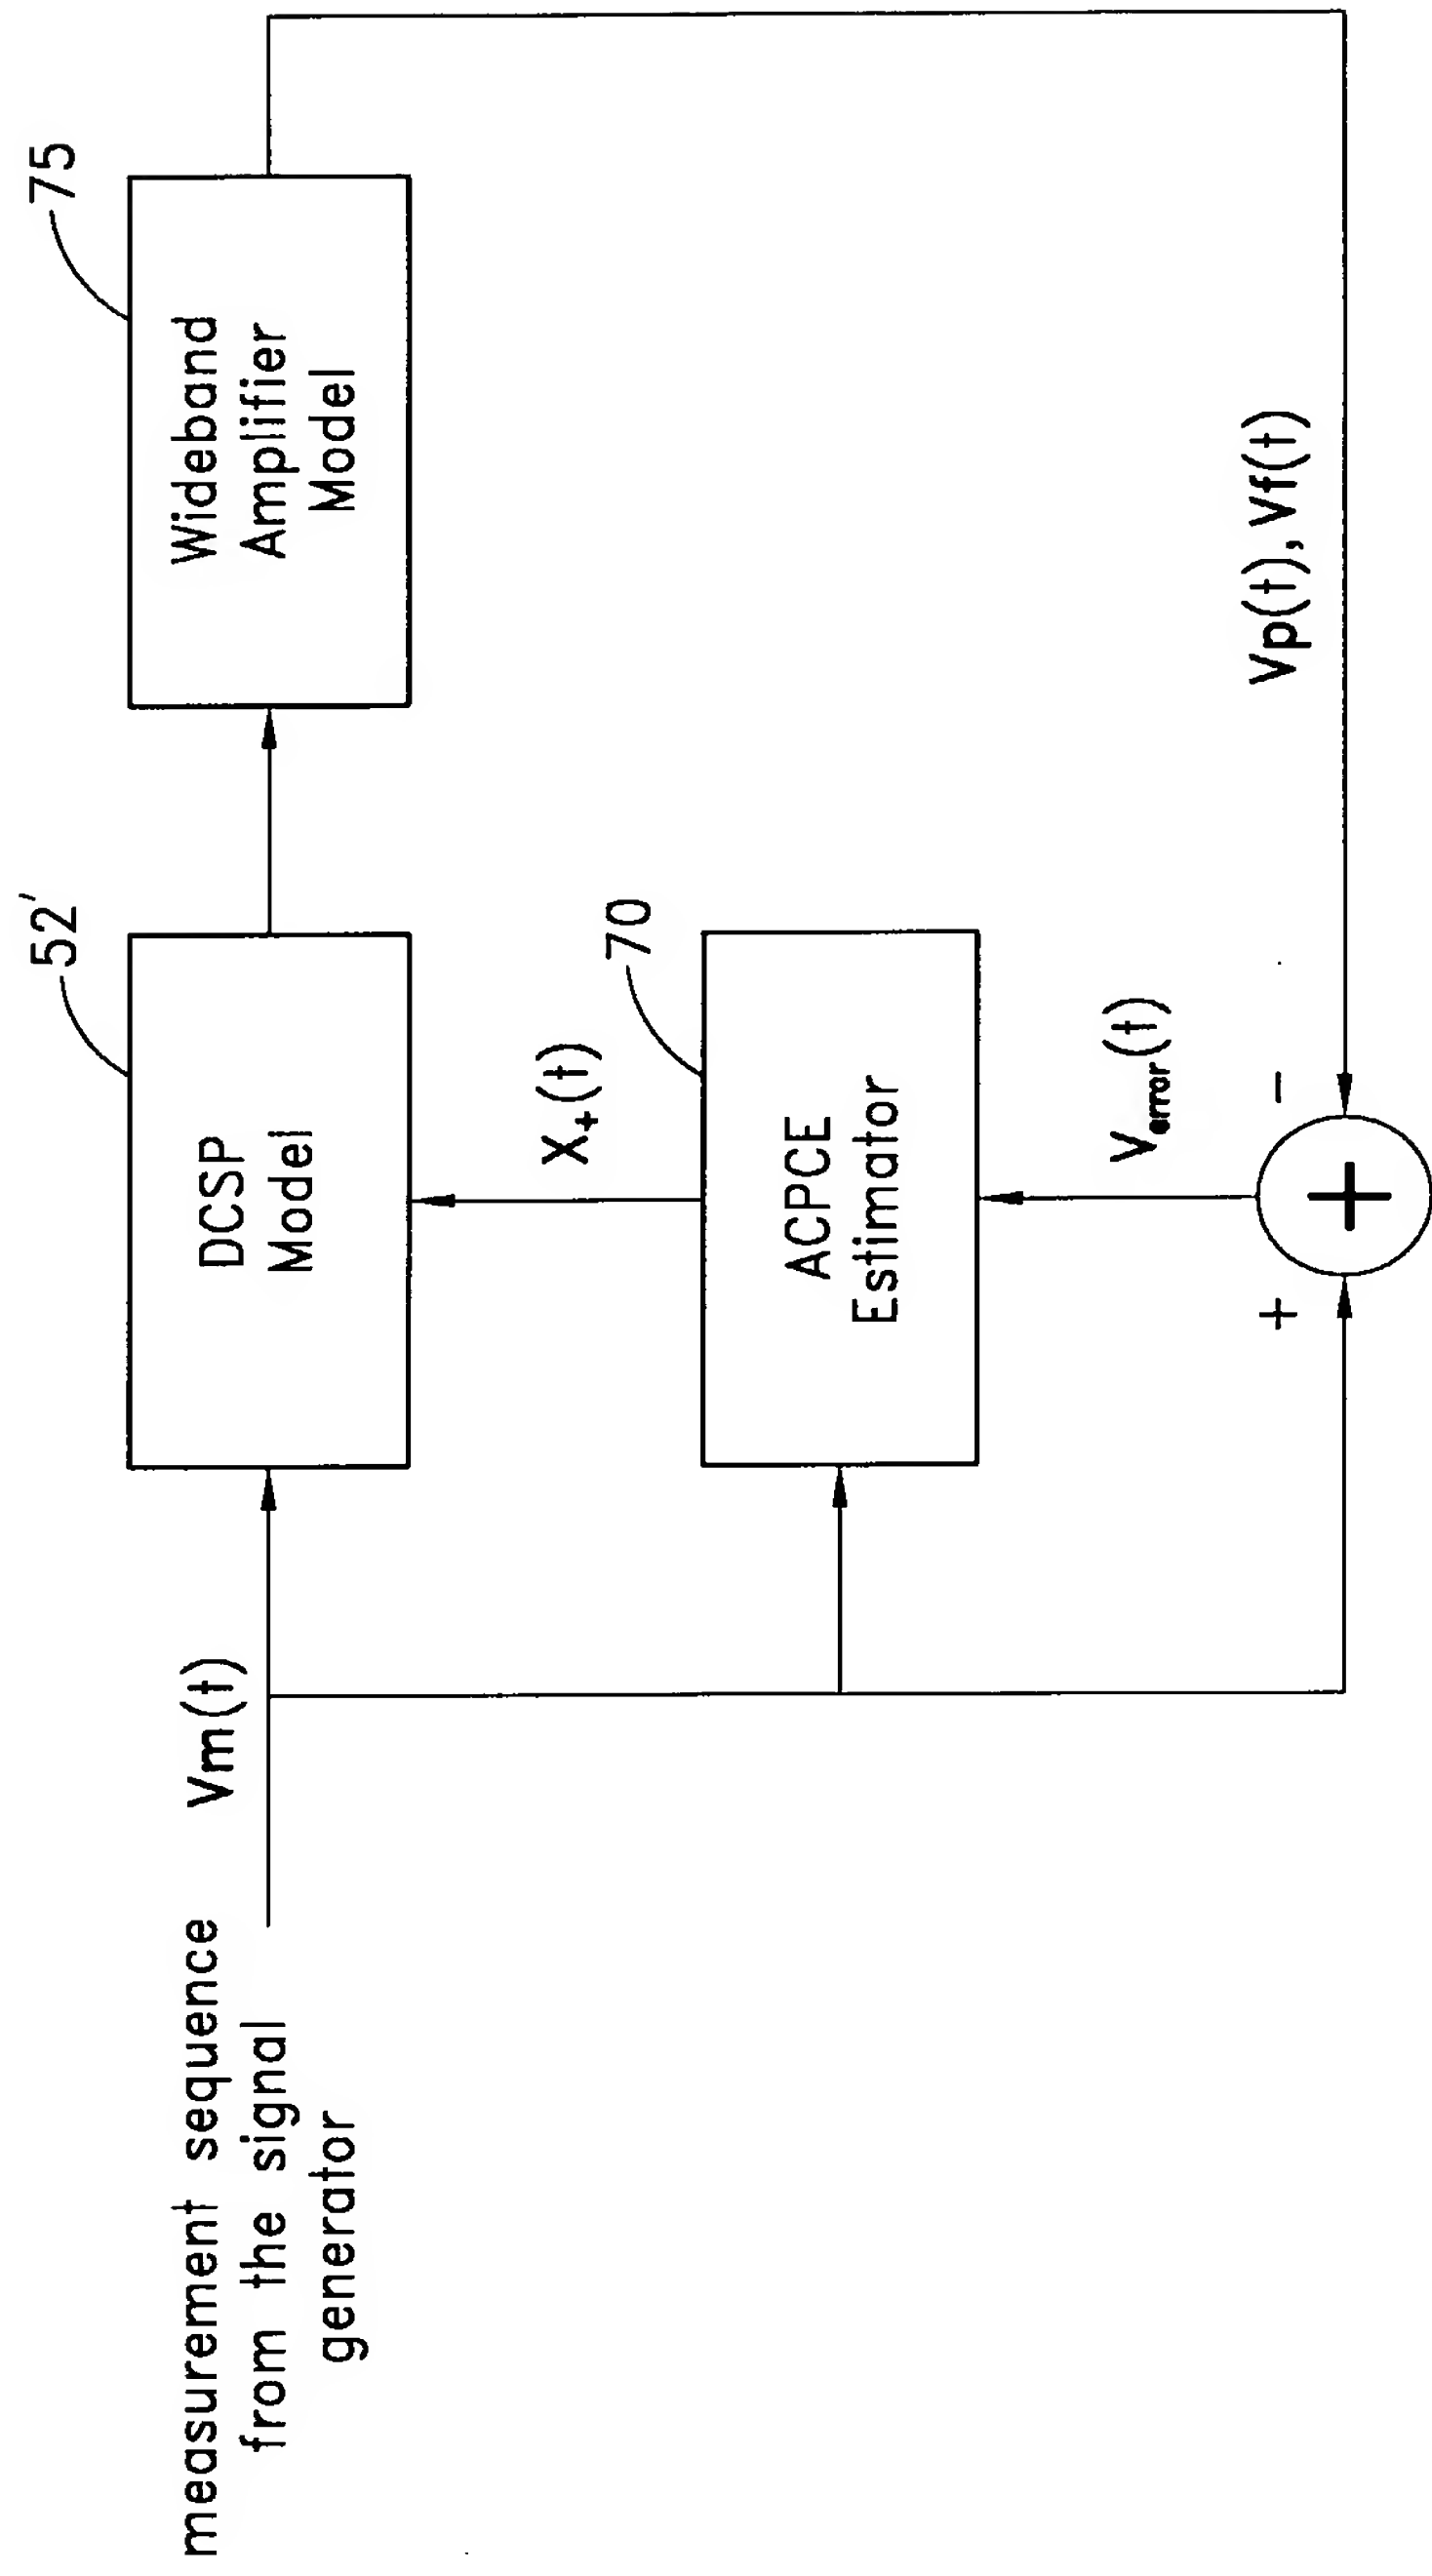 measurement sequence
from the signal
generator
Vm(t)
52'
DCSP
Model
75
Wideband
Amplifier
Model
X+(t)
70
ACPCE
Estimator
Verror(t)
+
-
+
Vp(t), Vf(t)